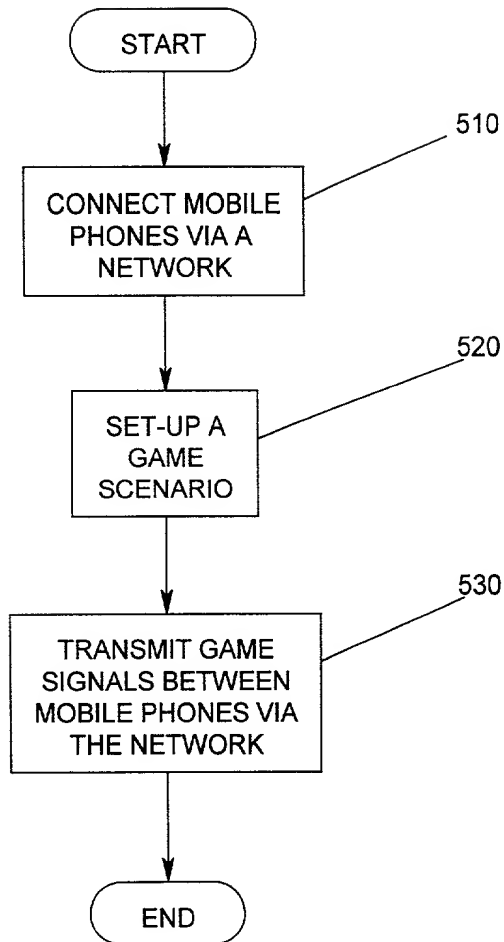 START
510
CONNECT MOBILE
PHONES VIA A
NETWORK
520
SET-UP A
GAME
SCENARIO
530
TRANSMIT GAME
SIGNALS BETWEEN
MOBILE PHONES VIA
THE NETWORK
END